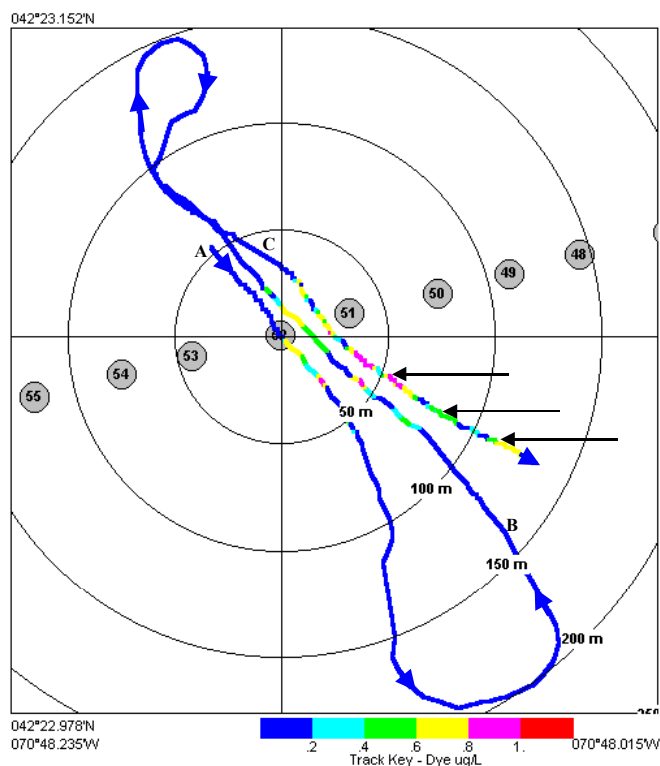 042°23.152'N
A
C
48
49
50
51
52
53
54
55
50 m
100 m
B
150 m
200 m
042°22.978'N
070°48.235'W
.2 .4 .6 .8 1.
070°48.015'W
Track Key - Dye ug/L